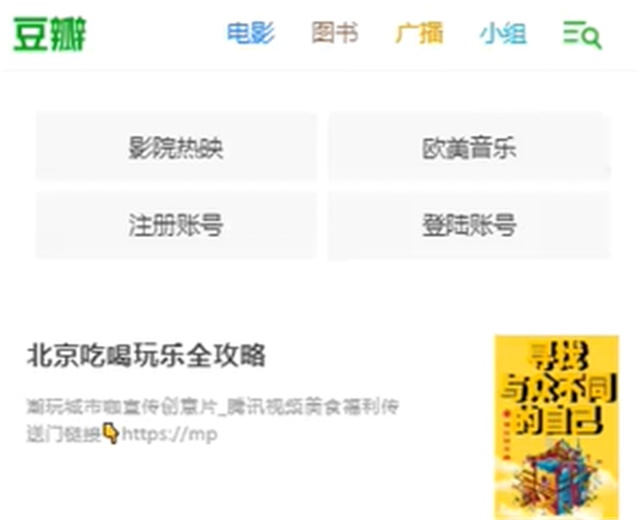 豆瓣 电影 图书 广播 小组
影院热映 欧美音乐
注册账号 登陆账号
北京吃喝玩乐全攻略
潮玩城市咖宣传创意片_腾讯视频美食福利传
送门链接👇https://mp
寻找
与众不同
的自己